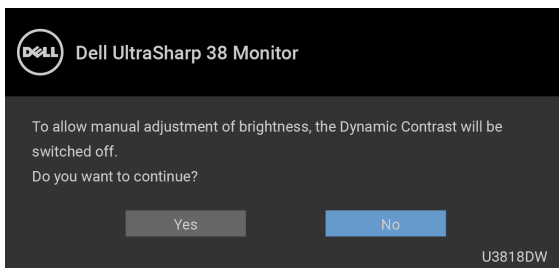 DELL
Dell UltraSharp 38 Monitor
To allow manual adjustment of brightness, the Dynamic Contrast will be
switched off.
Do you want to continue?
Yes No
U3818DW